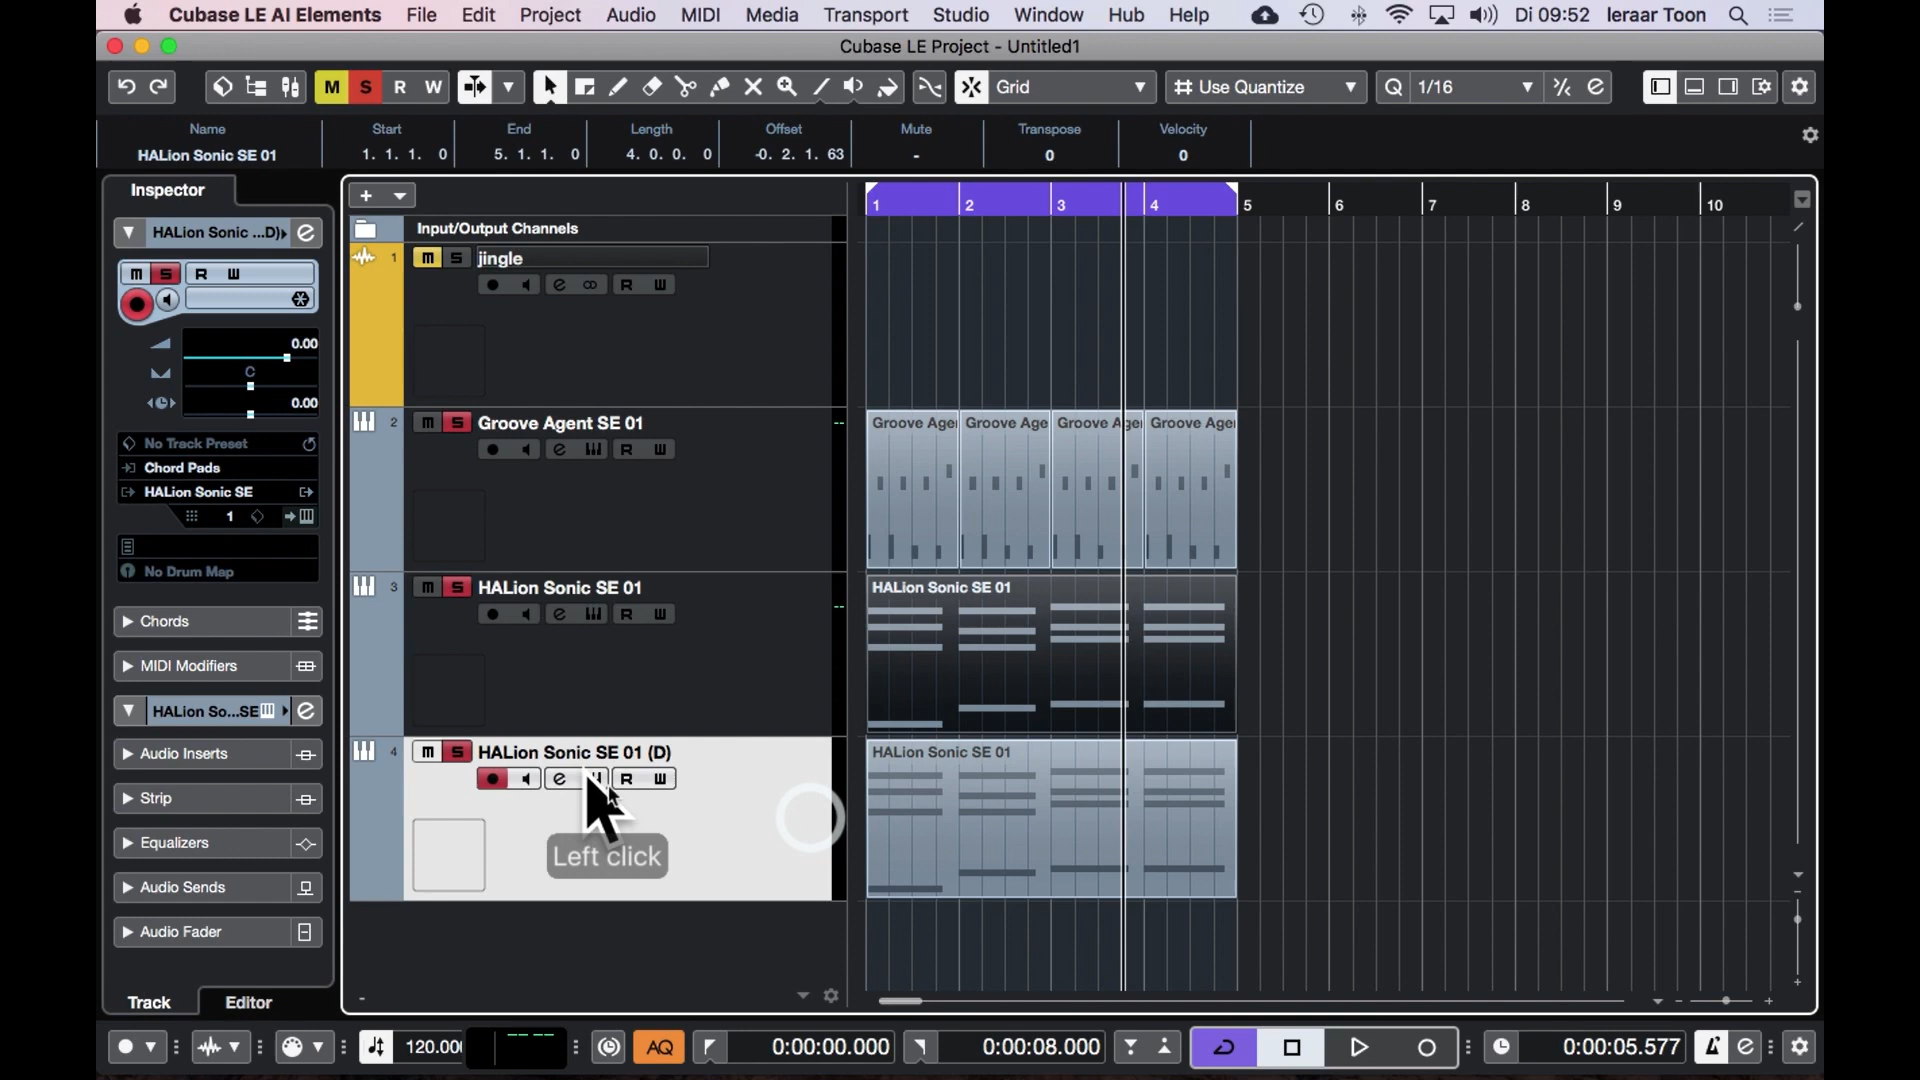 Cubase LE AI Elements File Edit Project Audio MIDI Media Transport Studio Window Hub Help Di 09:52 leraar Toon
Cubase LE Project - Untitled1
M S R W Grid Use Quantize Q 1/16
Name Start End Length Offset Mute Transpose Velocity
HALion Sonic SE 01 1. 1. 1. 0 5. 1. 1. 0 4. 0. 0. 0 -0. 2. 1. 63 - 0 0
Inspector
HALion Sonic ...D)
m S R W
0.00
C
0.00
No Track Preset
Chord Pads
HALion Sonic SE
1
No Drum Map
Chords
MIDI Modifiers
HALion So...SE
Audio Inserts
Strip
Equalizers
Audio Sends
Audio Fader
Track Editor
Input/Output Channels
1 m S jingle
R W
2 m S Groove Agent SE 01
R W
3 m S HALion Sonic SE 01
R W
4 m S HALion Sonic SE 01 (D)
R W
Left click
1 2 3 4 5 6 7 8 9 10
Groove Agen Groove Age Groove Agen Groove Agen
HALion Sonic SE 01
HALion Sonic SE 01
120.00 AQ 0:00:00.000 0:00:08.000 0:00:05.577